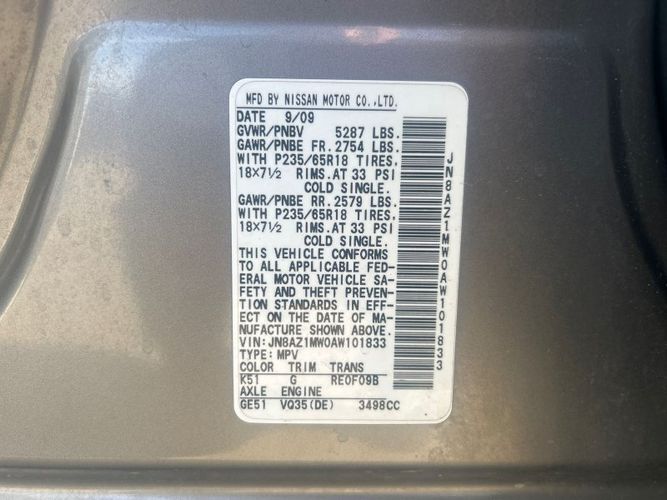 MFD BY NISSAN MOTOR CO.,LTD.
DATE 9/09
GVWR/PNBV 5287 LBS.
GAWR/PNBE FR.2754 LBS.
WITH P235/65R18 TIRES,
18×7½ RIMS.AT 33 PSI
COLD SINGLE.
GAWR/PNBE RR.2579 LBS.
WITH P235/65R18 TIRES,
18×7½ RIMS.AT 33 PSI
COLD SINGLE.
THIS VEHICLE CONFORMS
TO ALL APPLICABLE FED-
ERAL MOTOR VEHICLE SA-
FETY AND THEFT PREVEN-
TION STANDARDS IN EFF-
ECT ON THE DATE OF MA-
NUFACTURE SHOWN ABOVE.
VIN:JN8AZ1MW0AW101833
TYPE:MPV
COLOR TRIM TRANS
K51 G RE0F09B
AXLE ENGINE
GE51 VQ35(DE) 3498CC
JN8AZ1MW0AW101833